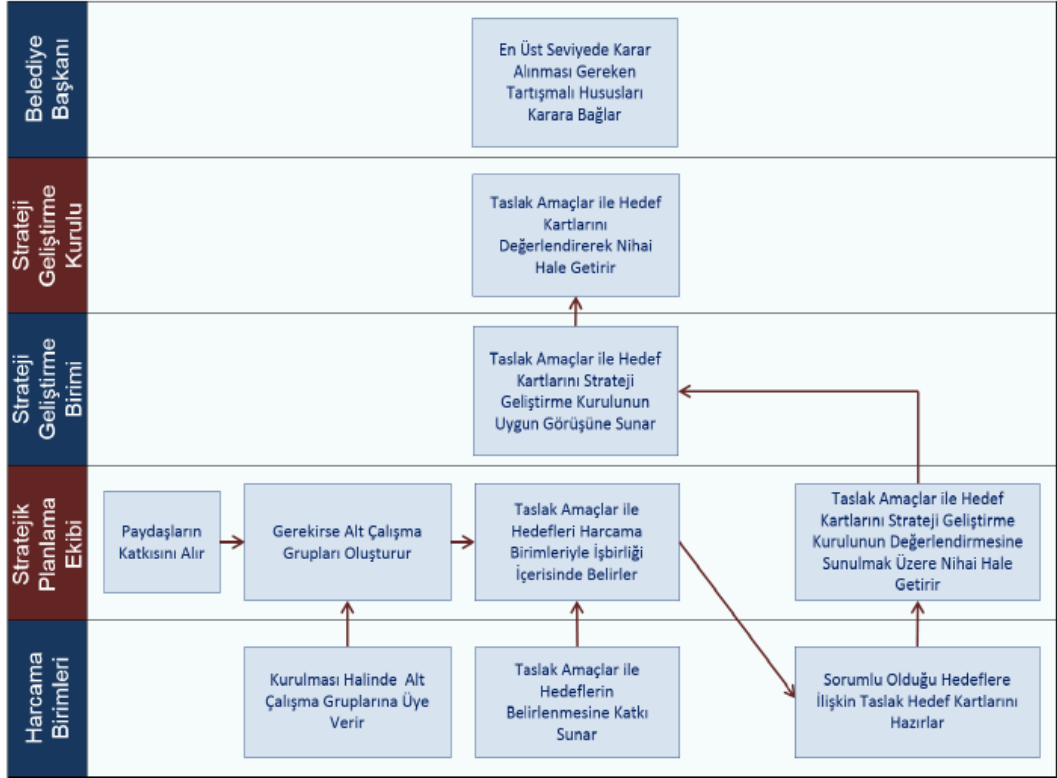 Belediye
Başkanı
En Üst Seviyede Karar
Alınması Gereken
Tartışmalı Hususları
Karara Bağlar
Strateji
Geliştirme
Kurulu
Taslak Amaçlar ile Hedef
Kartlarını
Değerlendirerek Nihai
Hale Getirir
Strateji
Geliştirme
Birimi
Taslak Amaçlar ile Hedef
Kartlarını Strateji
Geliştirme Kurulunun
Uygun Görüşüne Sunar
Stratejik
Planlama
Ekibi
Paydaşların
Katkısını Alır
Gerekirse Alt Çalışma
Grupları Oluşturur
Taslak Amaçlar ile
Hedefleri Harcama
Birimleriyle İşbirliği
İçerisinde Belirler
Taslak Amaçlar ile Hedef
Kartlarını Strateji Geliştirme
Kurulunun Değerlendirmesine
Sunulmak Üzere Nihai Hale
Getirir
Harcama
Birimleri
Kurulması Halinde Alt
Çalışma Gruplarına Üye
Verir
Taslak Amaçlar ile
Hedeflerin
Belirlenmesine Katkı
Sunar
Sorumlu Olduğu Hedeflere
İlişkin Taslak Hedef Kartlarını
Hazırlar